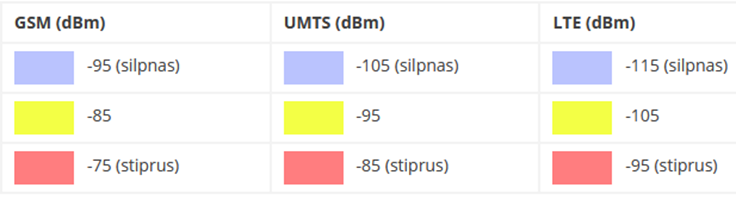 GSM (dBm) UMTS (dBm) LTE (dBm)
-95 (silpnas) -105 (silpnas) -115 (silpnas)
-85 -95 -105
-75 (stiprus) -85 (stiprus) -95 (stiprus)